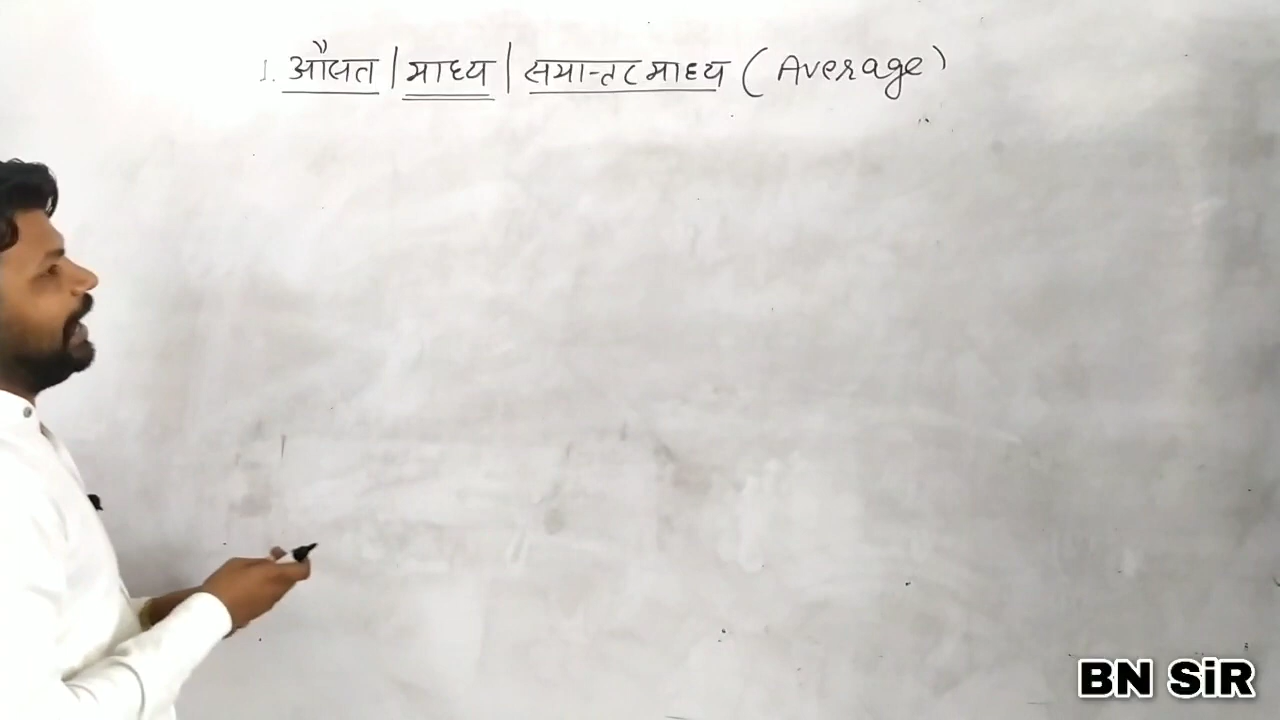 1. औसत | माध्य | समान्तर माध्य ( Average )
BN SiR